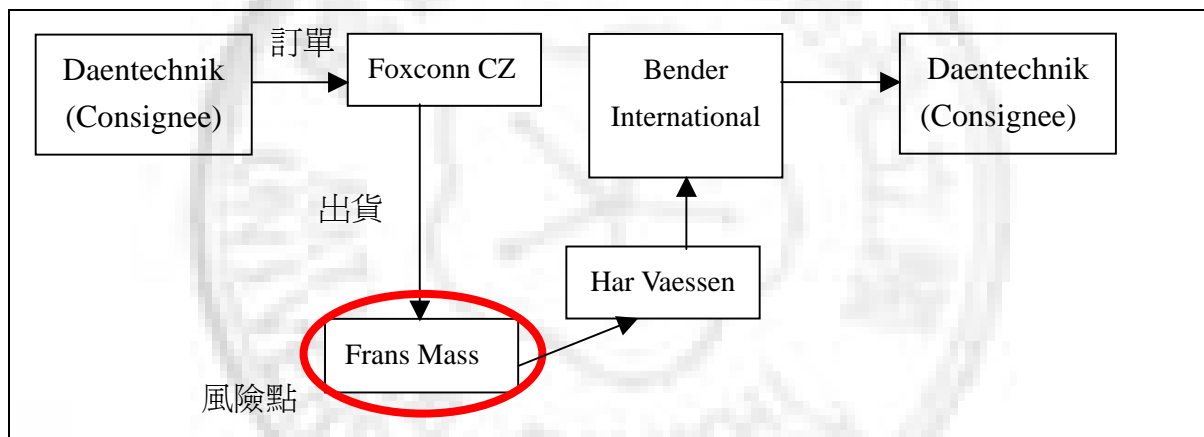 訂單
Daentechnik
(Consignee)
Foxconn CZ
Bender
International
Daentechnik
(Consignee)
出貨
Har Vaessen
Frans Mass
風險點